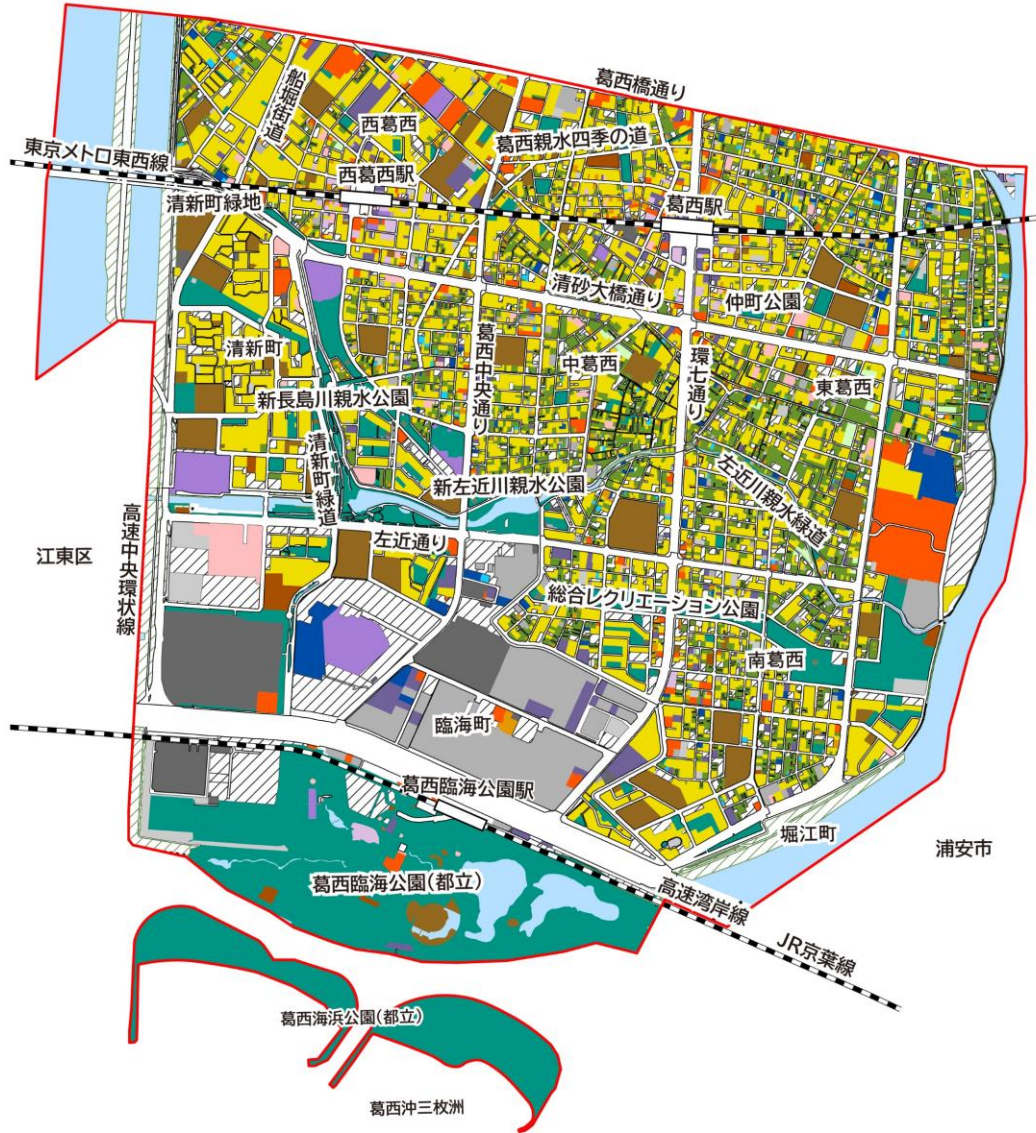 葛西橋通り
船堀街道
西葛西
葛西親水四季の道
東京メトロ東西線
西葛西駅
清新町緑地
葛西駅
清砂大橋通り
仲町公園
清新町
葛西中央通り
中葛西
環七通り
東葛西
新長島川親水公園
清新町緑道
新左近川親水公園
左近川親水緑道
高速中央環状線
江東区
左近通り
総合レクリエーション公園
南葛西
臨海町
葛西臨海公園駅
堀江町
浦安市
葛西臨海公園(都立)
高速湾岸線
JR京葉線
葛西海浜公園(都立)
葛西沖三枚洲